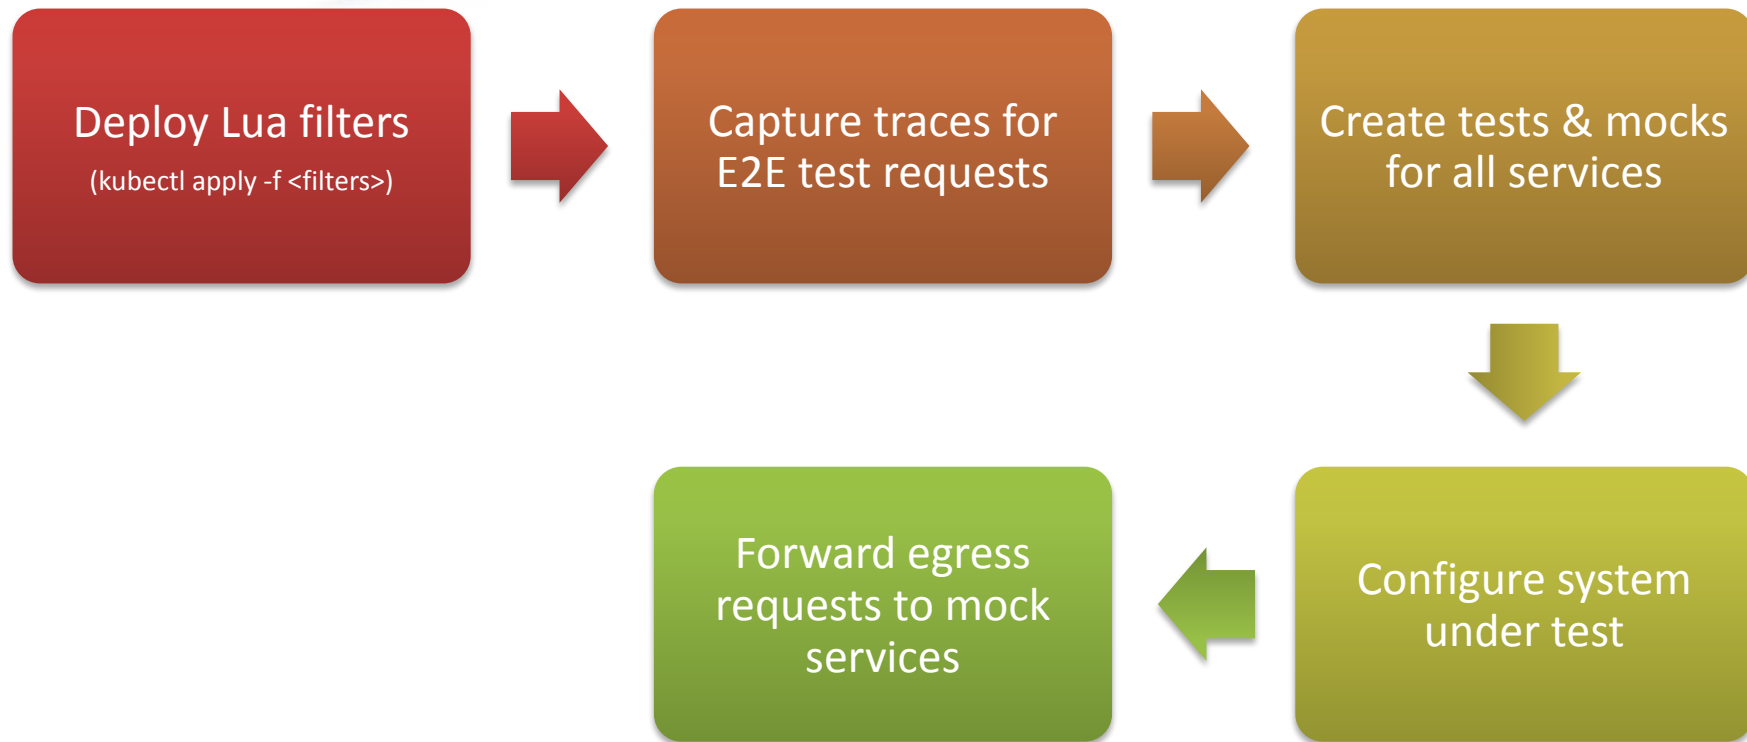 Deploy Lua filters
(kubectl apply -f <filters>)
Capture traces for
E2E test requests
Create tests & mocks
for all services
Configure system
under test
Forward egress
requests to mock
services